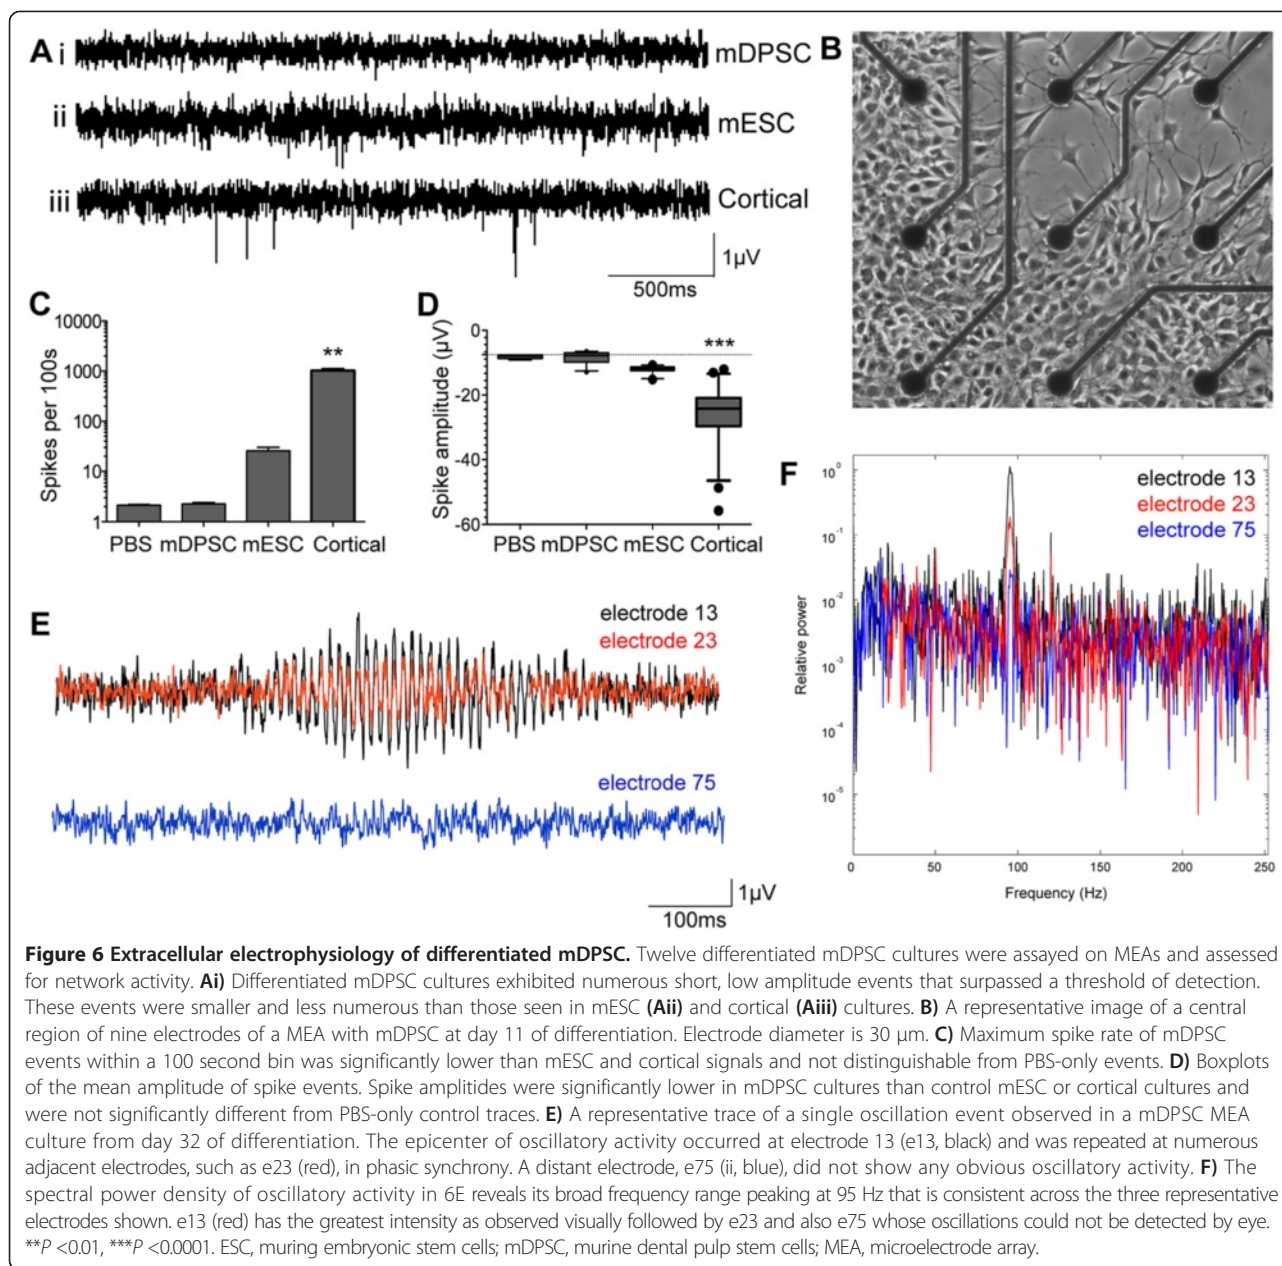 A i
mDPSC
ii
mESC
iii
Cortical
1µV
500ms
B
C
Spikes per 100s
10000
1000
100
10
1
**
PBS mDPSC mESC Cortical
D
Spike amplitude (µV)
0
-20
-40
-60
***
PBS mDPSC mESC Cortical
E
electrode 13
electrode 23
electrode 75
1µV
100ms
F
electrode 13
electrode 23
electrode 75
Relative power
10⁰
10⁻¹
10⁻²
10⁻³
10⁻⁴
10⁻⁵
0 50 100 150 200 250
Frequency (Hz)
Figure 6 Extracellular electrophysiology of differentiated mDPSC. Twelve differentiated mDPSC cultures were assayed on MEAs and assessed
for network activity. Ai) Differentiated mDPSC cultures exhibited numerous short, low amplitude events that surpassed a threshold of detection.
These events were smaller and less numerous than those seen in mESC (Aii) and cortical (Aiii) cultures. B) A representative image of a central
region of nine electrodes of a MEA with mDPSC at day 11 of differentiation. Electrode diameter is 30 µm. C) Maximum spike rate of mDPSC
events within a 100 second bin was significantly lower than mESC and cortical signals and not distinguishable from PBS-only events. D) Boxplots
of the mean amplitude of spike events. Spike amplitides were significantly lower in mDPSC cultures than control mESC or cortical cultures and
were not significantly different from PBS-only control traces. E) A representative trace of a single oscillation event observed in a mDPSC MEA
culture from day 32 of differentiation. The epicenter of oscillatory activity occurred at electrode 13 (e13, black) and was repeated at numerous
adjacent electrodes, such as e23 (red), in phasic synchrony. A distant electrode, e75 (ii, blue), did not show any obvious oscillatory activity. F) The
spectral power density of oscillatory activity in 6E reveals its broad frequency range peaking at 95 Hz that is consistent across the three representative
electrodes shown. e13 (red) has the greatest intensity as observed visually followed by e23 and also e75 whose oscillations could not be detected by eye.
**P <0.01, ***P <0.0001. ESC, muring embryonic stem cells; mDPSC, murine dental pulp stem cells; MEA, microelectrode array.